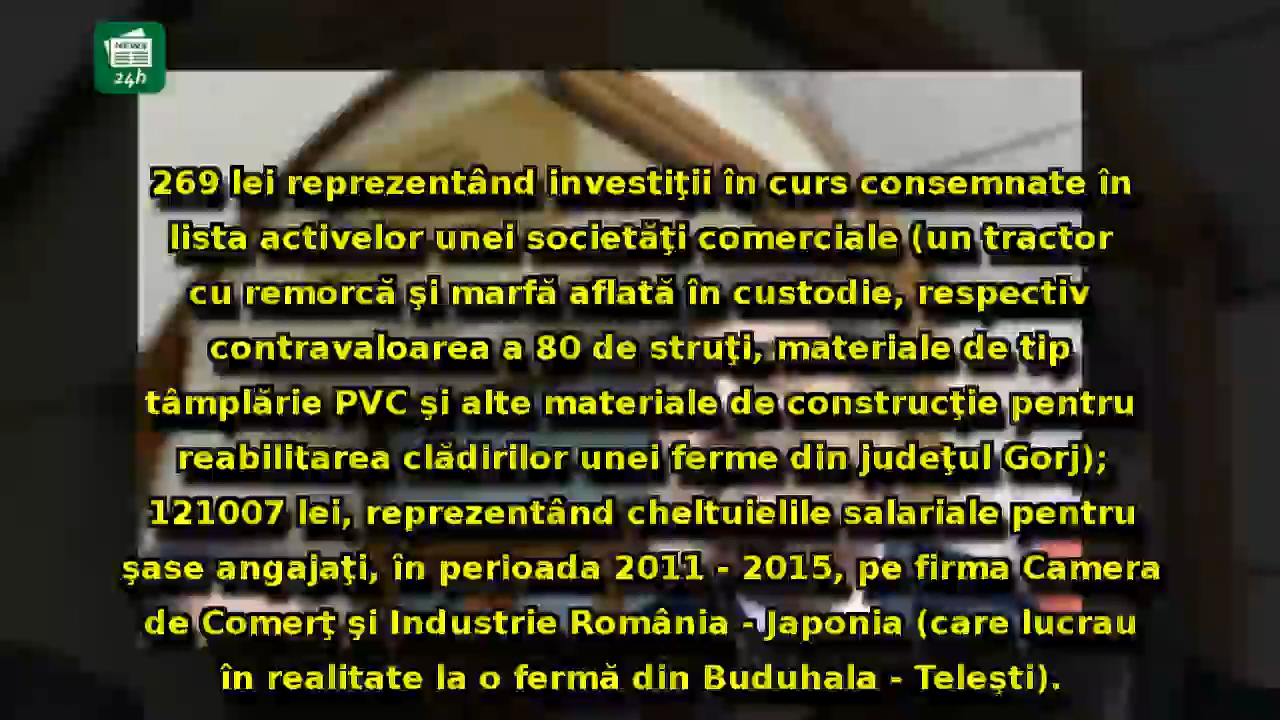 NEWS
24h
269 lei reprezentând investiţii în curs consemnate în
lista activelor unei societăţi comerciale (un tractor
cu remorcă şi marfă aflată în custodie, respectiv
contravaloarea a 80 de struţi, materiale de tip
tâmplărie PVC şi alte materiale de construcţie pentru
reabilitarea clădirilor unei ferme din judeţul Gorj);
121007 lei, reprezentând cheltuielile salariale pentru
şase angajaţi, în perioada 2011 - 2015, pe firma Camera
de Comerţ şi Industrie România - Japonia (care lucrau
în realitate la o fermă din Buduhala - Teleşti).